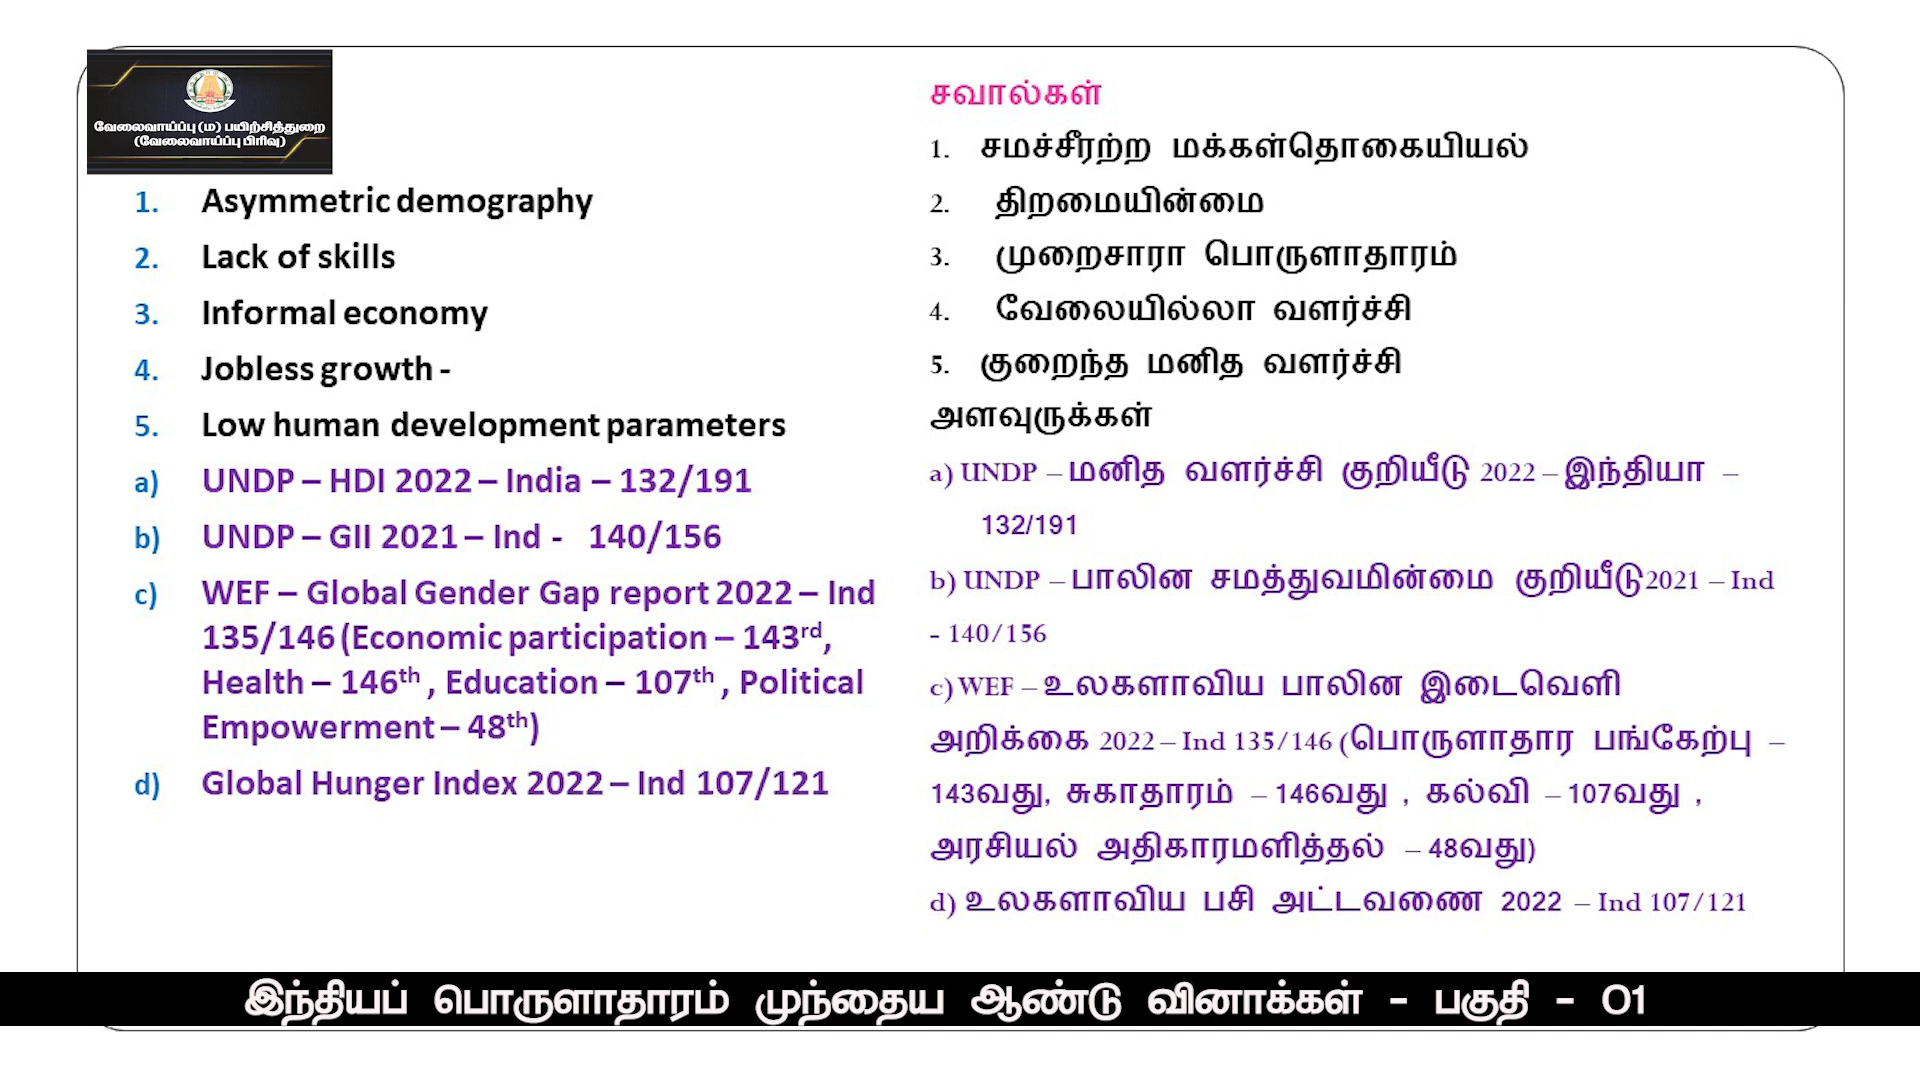 வேலைவாய்ப்பு (ம) பயிற்சித்துறை
(வேலைவாய்ப்பு பிரிவு)
1. Asymmetric demography
2. Lack of skills
3. Informal economy
4. Jobless growth -
5. Low human development parameters
a) UNDP – HDI 2022 – India – 132/191
b) UNDP – GII 2021 – Ind - 140/156
c) WEF – Global Gender Gap report 2022 – Ind
135/146 (Economic participation – 143rd,
Health – 146th , Education – 107th , Political
Empowerment – 48th)
d) Global Hunger Index 2022 – Ind 107/121
சவால்கள்
1. சமச்சீரற்ற மக்கள்தொகையியல்
2. திறமையின்மை
3. முறைசாரா பொருளாதாரம்
4. வேலையில்லா வளர்ச்சி
5. குறைந்த மனித வளர்ச்சி
அளவுருக்கள்
a) UNDP – மனித வளர்ச்சி குறியீடு 2022 – இந்தியா –
132/191
b) UNDP – பாலின சமத்துவமின்மை குறியீடு2021 – Ind
- 140/156
c) WEF – உலகளாவிய பாலின இடைவெளி
அறிக்கை 2022 – Ind 135/146 (பொருளாதார பங்கேற்பு –
143வது, சுகாதாரம் – 146வது , கல்வி – 107வது ,
அரசியல் அதிகாரமளித்தல் – 48வது)
d) உலகளாவிய பசி அட்டவணை 2022 – Ind 107/121
இந்தியப் பொருளாதாரம் முந்தைய ஆண்டு வினாக்கள் - பகுதி - 01